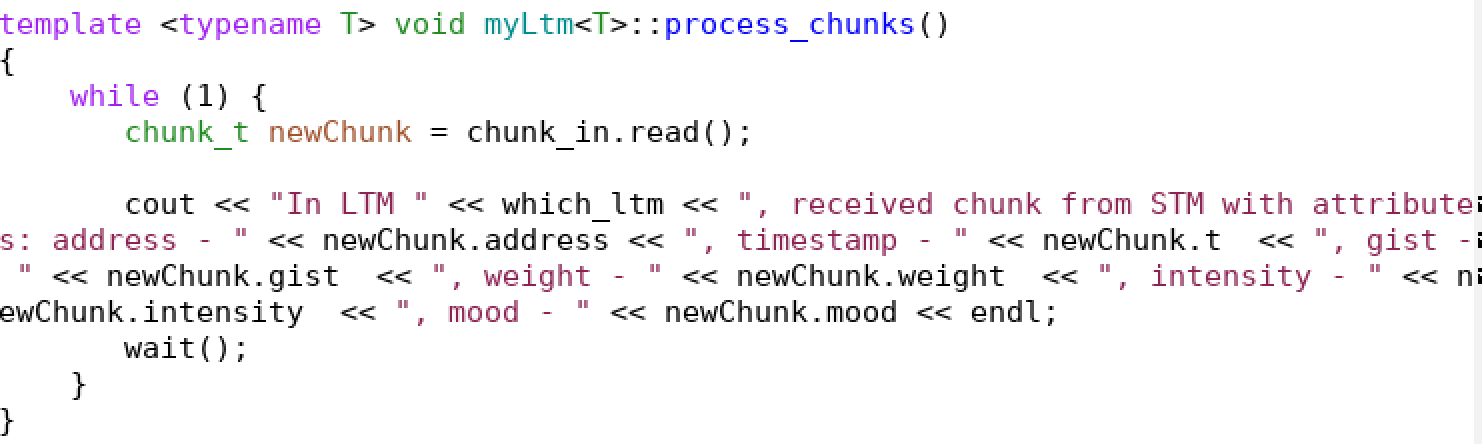 template <typename T> void myLtm<T>::process_chunks()
{
    while (1) {
       chunk_t newChunk = chunk_in.read();

       cout << "In LTM " << which_ltm << ", received chunk from STM with attribute
s: address - " << newChunk.address << ", timestamp - " << newChunk.t  << ", gist -
 " << newChunk.gist  << ", weight - " << newChunk.weight  << ", intensity - " << n
ewChunk.intensity  << ", mood - " << newChunk.mood << endl;
       wait();
    }
}